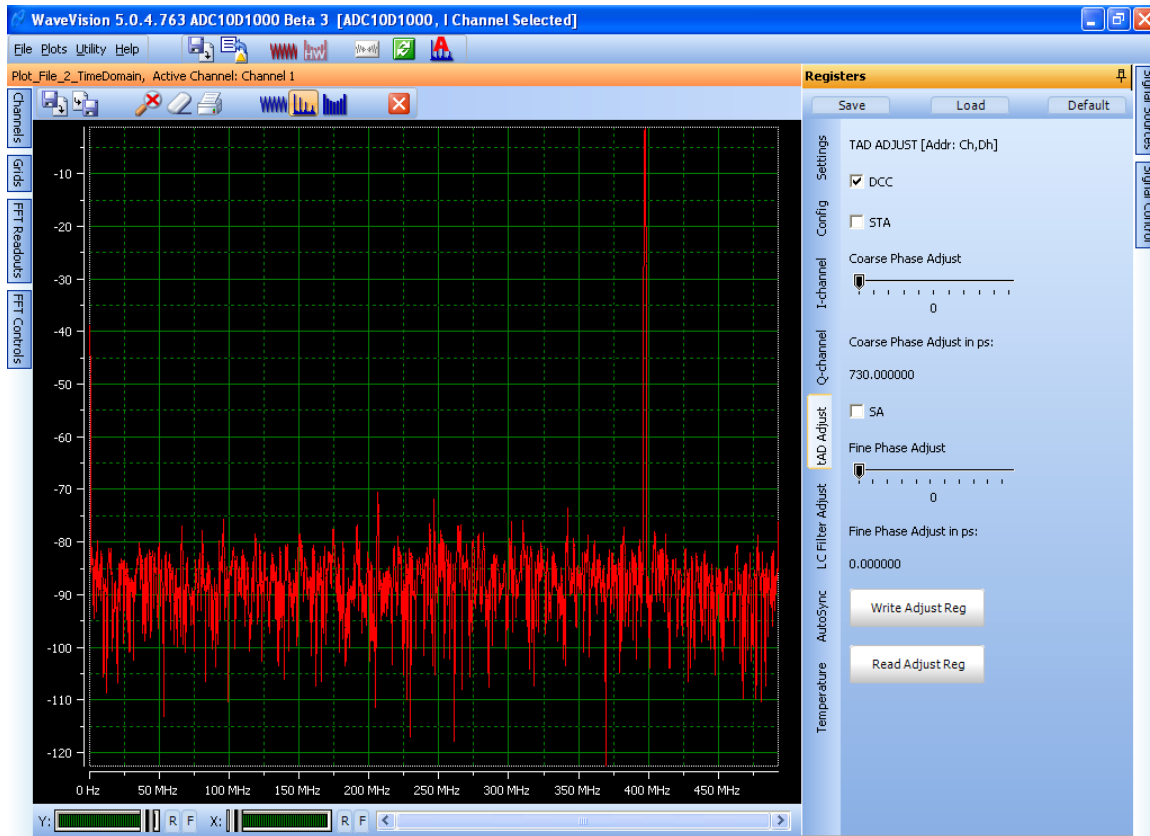 WaveVision 5.0.4.763 ADC10D1000 Beta 3 [ADC10D1000, I Channel Selected]
File Plots Utility Help
Plot_File_2_TimeDomain, Active Channel: Channel 1
Channels
Grids
FFT Readouts
FFT Controls
-10
-20
-30
-40
-50
-60
-70
-80
-90
-100
-110
-120
0 Hz 50 MHz 100 MHz 150 MHz 200 MHz 250 MHz 300 MHz 350 MHz 400 MHz 450 MHz
Y: R F X: R F
Registers
Save Load Default
Settings
Config
I-channel
Q-channel
tAD Adjust
LC Filter Adjust
AutoSync
Temperature
TAD ADJUST [Addr: Ch,Dh]
DCC
STA
Coarse Phase Adjust
0
Coarse Phase Adjust in ps:
730.000000
SA
Fine Phase Adjust
0
Fine Phase Adjust in ps:
0.000000
Write Adjust Reg
Read Adjust Reg
Signal Sources
Signal Control